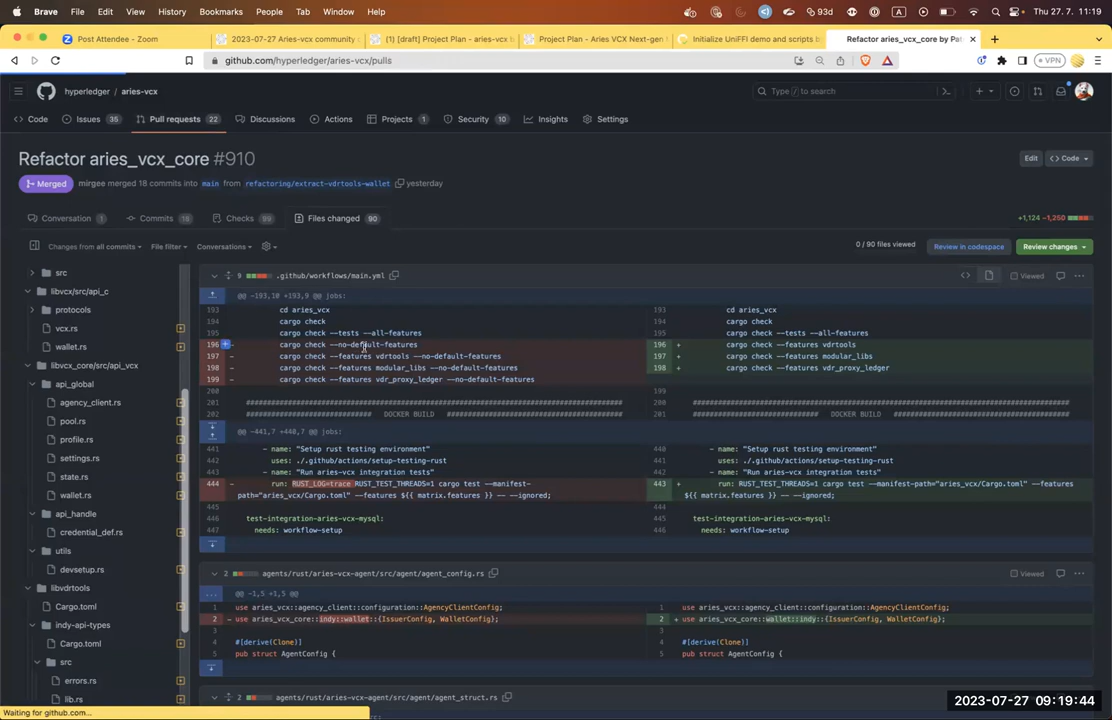 Brave File Edit View History Bookmarks People Tab Window Help
93d A Thu 27. 7. 11:19
Post Attendee - Zoom
2023-07-27 Aries-vcx community c
(1) [draft] Project Plan - aries-vcx b
Project Plan - Aries VCX Next-gen
Initialize UniFFI demo and scripts b
Refactor aries_vcx_core by Pat
github.com/hyperledger/aries-vcx/pulls
VPN
hyperledger / aries-vcx
Type / to search
Code Issues 35 Pull requests 22 Discussions Actions Projects 1 Security 10 Insights Settings
Refactor aries_vcx_core #910
Edit <> Code
Merged mirgee merged 18 commits into main from refactoring/extract-vdrtools-wallet yesterday
Conversation 1 Commits 18 Checks 99 Files changed 90
+1,124 −1,250
Changes from all commits File filter Conversations
0 / 90 files viewed
Review in codespace
Review changes
src
libvcx/src/api_c
protocols
vcx.rs
wallet.rs
libvcx_core/src/api_vcx
api_global
agency_client.rs
pool.rs
profile.rs
settings.rs
state.rs
wallet.rs
api_handle
credential_def.rs
utils
devsetup.rs
libvdrtools
Cargo.toml
indy-api-types
Cargo.toml
src
errors.rs
lib.rs
9 .github/workflows/main.yml
Viewed
@@ -193,10 +193,9 @@ jobs:
193 cd aries_vcx
194 cargo check
195 cargo check --tests --all-features
196 - cargo check --no-default-features
197 - cargo check --features vdrtools --no-default-features
198 - cargo check --features modular_libs --no-default-features
199 - cargo check --features vdr_proxy_ledger --no-default-features
200
201 ######################################################################
202 ############################## DOCKER BUILD ##############################
193 cd aries_vcx
194 cargo check
195 cargo check --tests --all-features
196 + cargo check --features vdrtools
197 + cargo check --features modular_libs
198 + cargo check --features vdr_proxy_ledger
199
200 ######################################################################
201 ############################## DOCKER BUILD ##############################
@@ -441,7 +440,7 @@ jobs:
441 - name: "Setup rust testing environment"
442 uses: ./.github/actions/setup-testing-rust
443 - name: "Run aries-vcx integration tests"
444 - run: RUST_LOG=trace RUST_TEST_THREADS=1 cargo test --manifest-
path="aries_vcx/Cargo.toml" --features ${{ matrix.features }} -- --ignored;
445
446 test-integration-aries-vcx-mysql:
447 needs: workflow-setup
440 - name: "Setup rust testing environment"
441 uses: ./.github/actions/setup-testing-rust
442 - name: "Run aries-vcx integration tests"
443 + run: RUST_TEST_THREADS=1 cargo test --manifest-path="aries_vcx/Cargo.toml" --features
${{ matrix.features }} -- --ignored;
444
445 test-integration-aries-vcx-mysql:
446 needs: workflow-setup
2 agents/rust/aries-vcx-agent/src/agent/agent_config.rs
Viewed
@@ -1,5 +1,5 @@
1 use aries_vcx::agency_client::configuration::AgencyClientConfig;
2 - use aries_vcx_core::indy::wallet::{IssuerConfig, WalletConfig};
3
4 #[derive(Clone)]
5 pub struct AgentConfig {
1 use aries_vcx::agency_client::configuration::AgencyClientConfig;
2 + use aries_vcx_core::wallet::indy::{IssuerConfig, WalletConfig};
3
4 #[derive(Clone)]
5 pub struct AgentConfig {
2 agents/rust/aries-vcx-agent/src/agent/agent_struct.rs
Viewed
Waiting for github.com...
2023-07-27 09:19:44